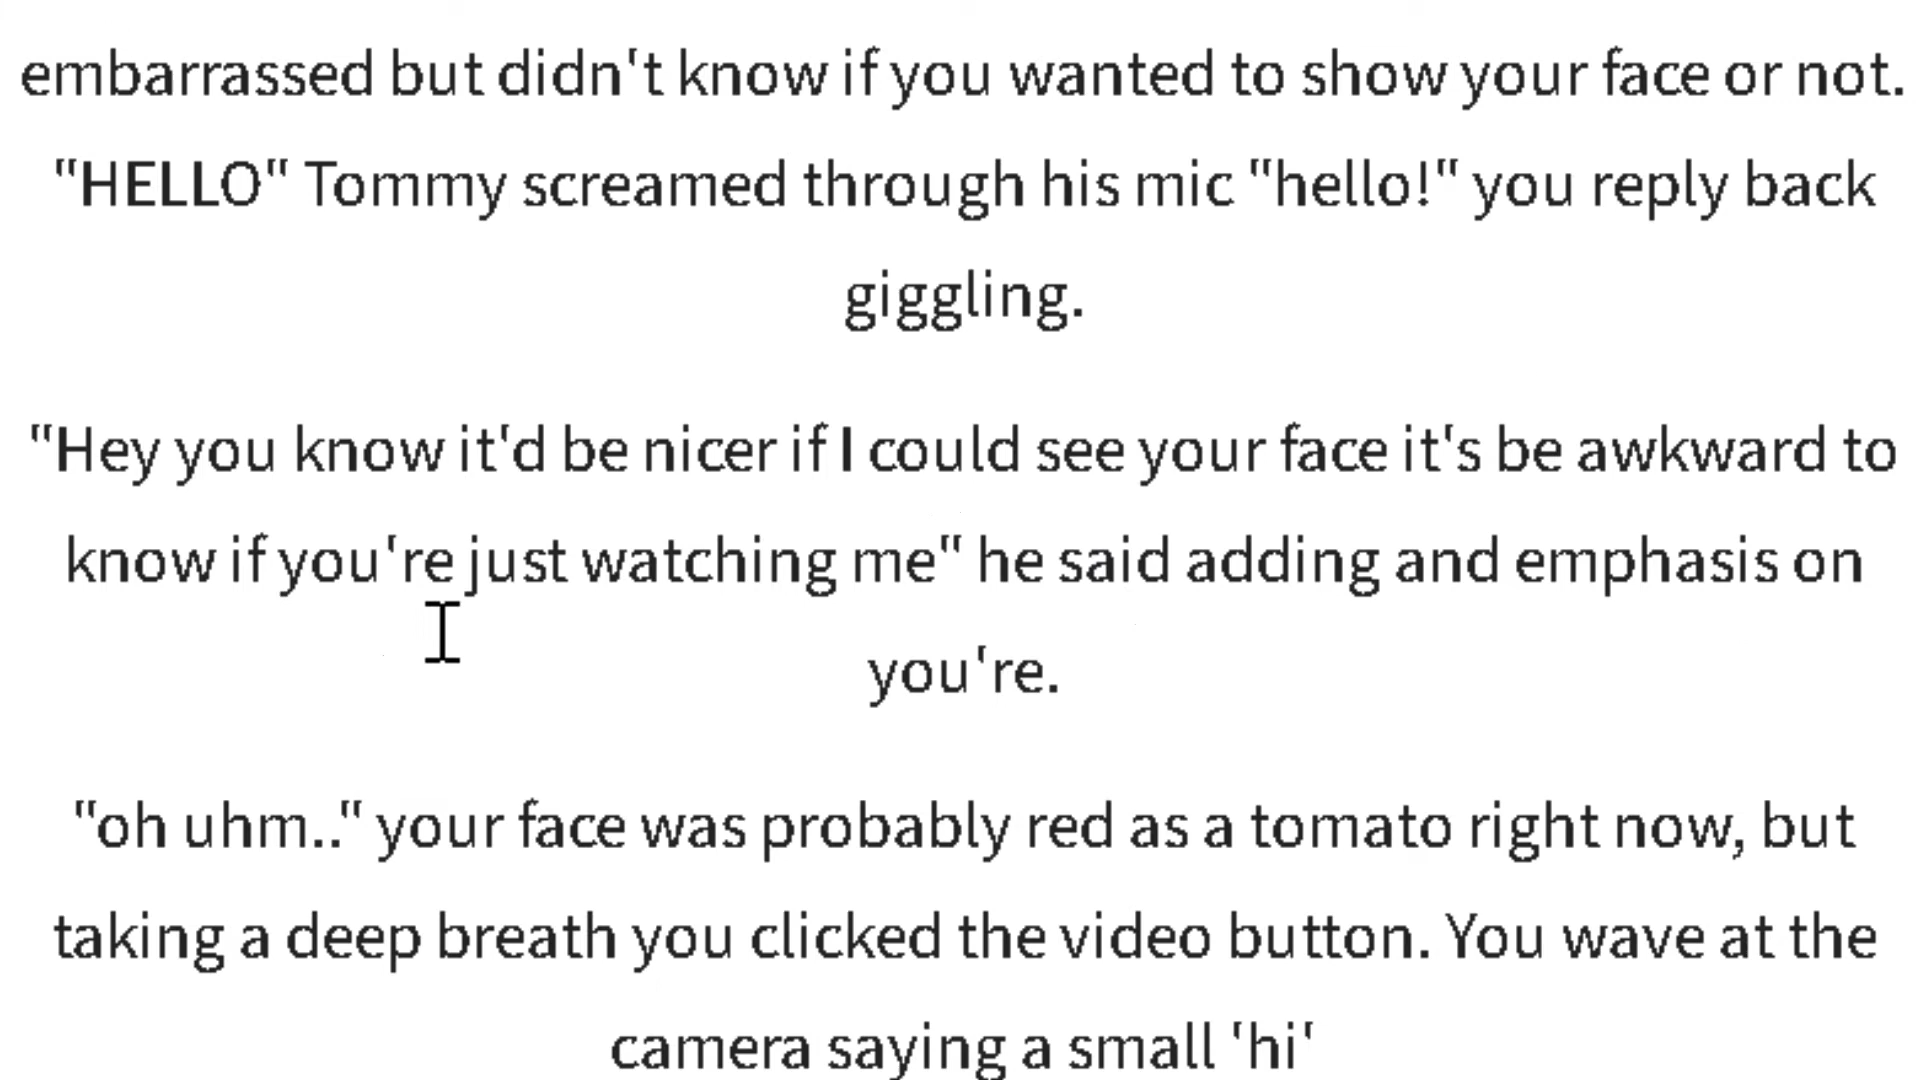 embarrassed but didn't know if you wanted to show your face or not.
"HELLO" Tommy screamed through his mic "hello!" you reply back
giggling.
"Hey you know it'd be nicer if I could see your face it's be awkward to
know if you're just watching me" he said adding and emphasis on
you're.
"oh uhm.." your face was probably red as a tomato right now, but
taking a deep breath you clicked the video button. You wave at the
camera saying a small 'hi'